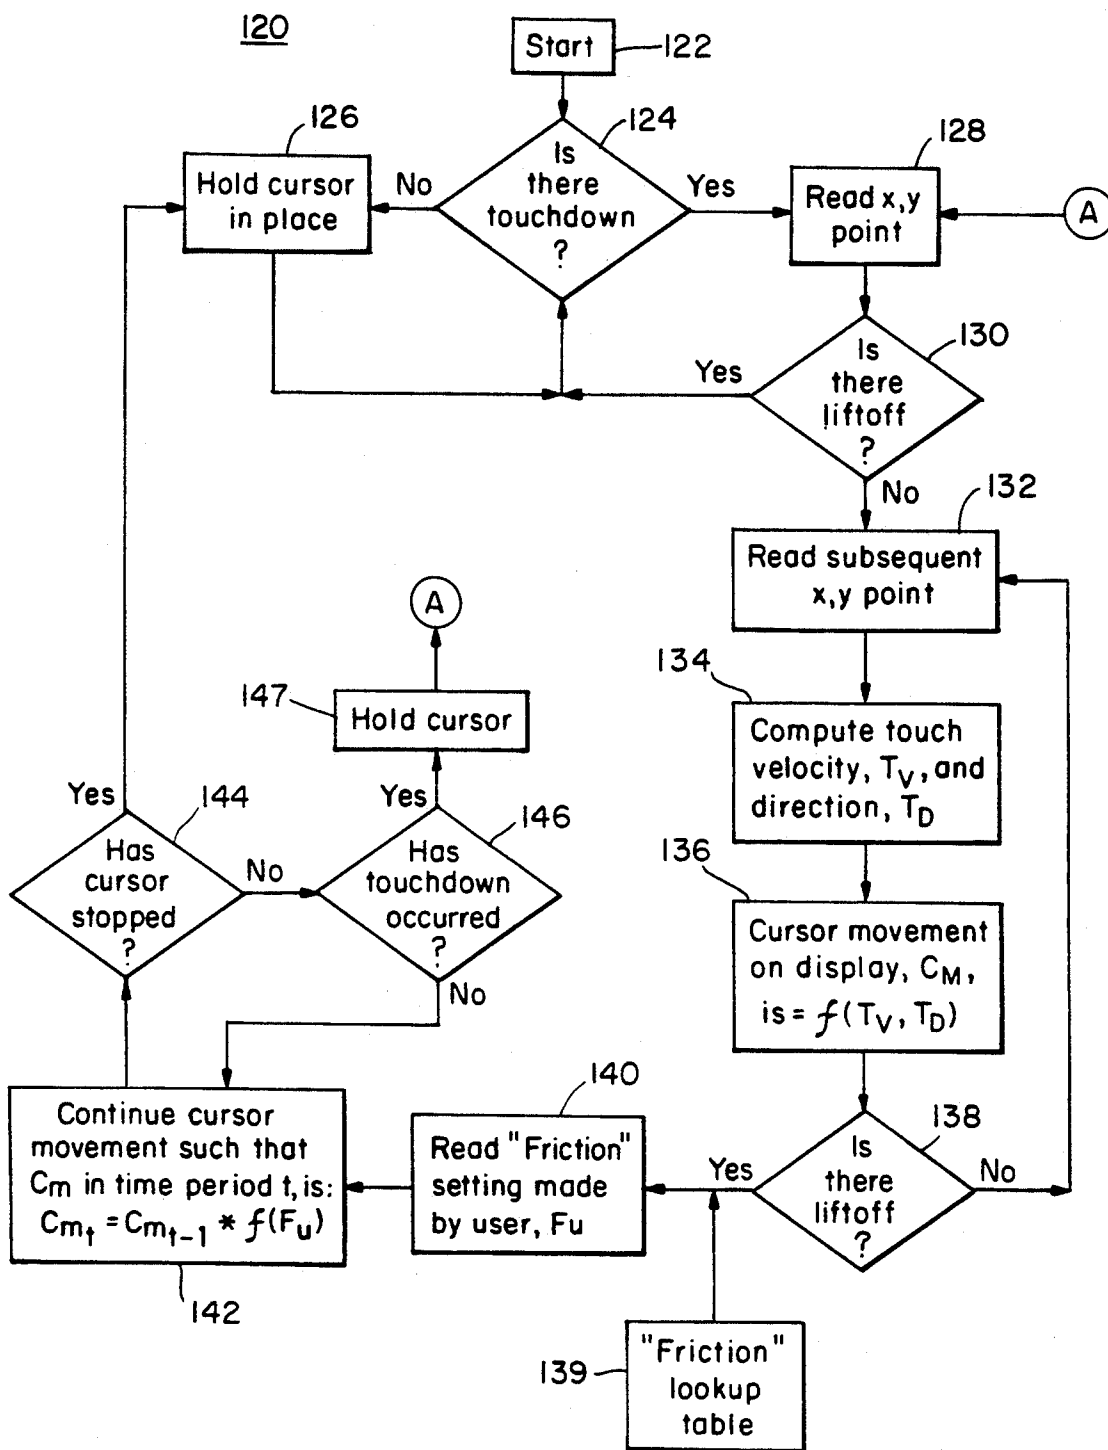 120
Start
122
124
Is
there
touchdown
?
No
Yes
126
Hold cursor
in place
128
Read x,y
point
A
130
Is
there
liftoff
?
Yes
No
132
Read subsequent
x,y point
134
Compute touch
velocity, TV, and
direction, TD
136
Cursor movement
on display, CM,
is = f(TV, TD)
138
Is
there
liftoff
?
No
Yes
139
"Friction"
lookup
table
140
Read "Friction"
setting made
by user, Fu
142
Continue cursor
movement such that
Cm in time period t, is:
Cmt = Cmt-1 * f(Fu)
144
Has
cursor
stopped
?
Yes
No
146
Has
touchdown
occurred
?
Yes
No
147
Hold cursor
A